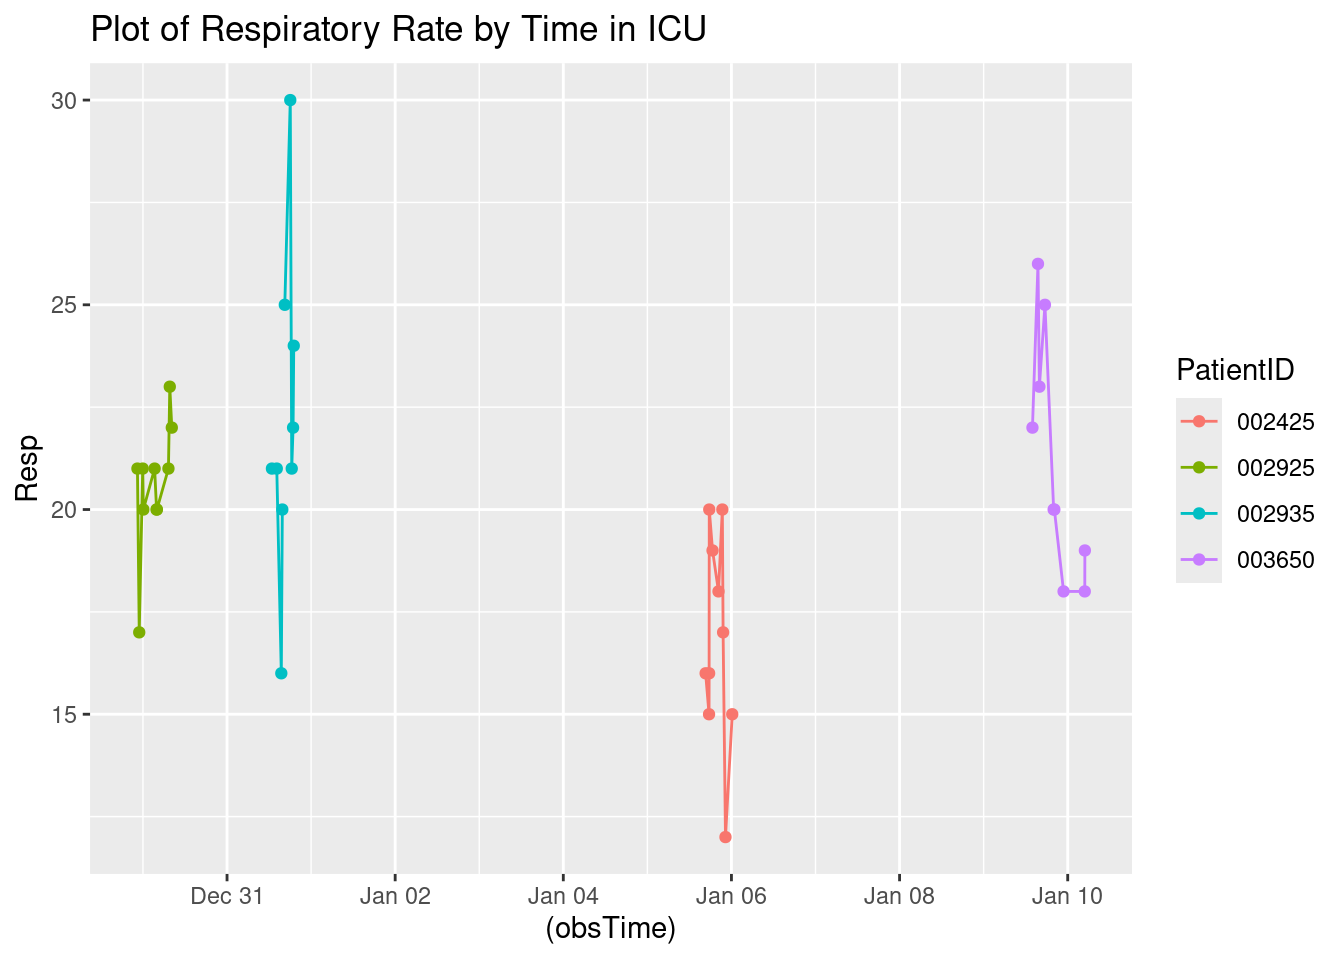 Plot of Respiratory Rate by Time in ICU
30
25
20
15
Resp
Dec 31
Jan 02
Jan 04
Jan 06
Jan 08
Jan 10
(obsTime)
PatientID
002425
002925
002935
003650